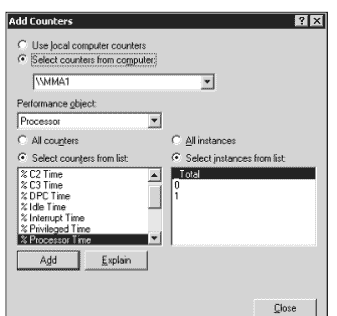 Add Counters
Use local computer counters
Select counters from computer:
\\MMA1
Performance object:
Processor
All counters
All instances
Select counters from list:
Select instances from list:
% C2 Time
% C3 Time
% DPC Time
% Idle Time
% Interrupt Time
% Privileged Time
% Processor Time
_Total
0
1
Add
Explain
Close